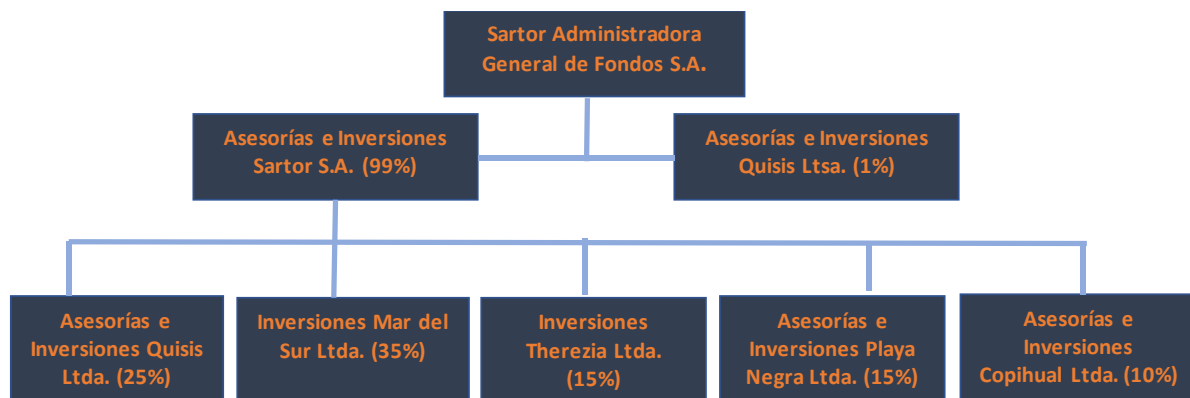 Sartor Administradora
General de Fondos S.A.
Asesorías e Inversiones
Sartor S.A. (99%)
Asesorías e Inversiones
Quisis Ltsa. (1%)
Asesorías e
Inversiones Quisis
Ltda. (25%)
Inversiones Mar del
Sur Ltda. (35%)
Inversiones
Therezia Ltda.
(15%)
Asesorías e
Inversiones Playa
Negra Ltda. (15%)
Asesorías e
Inversiones
Copihual Ltda. (10%)